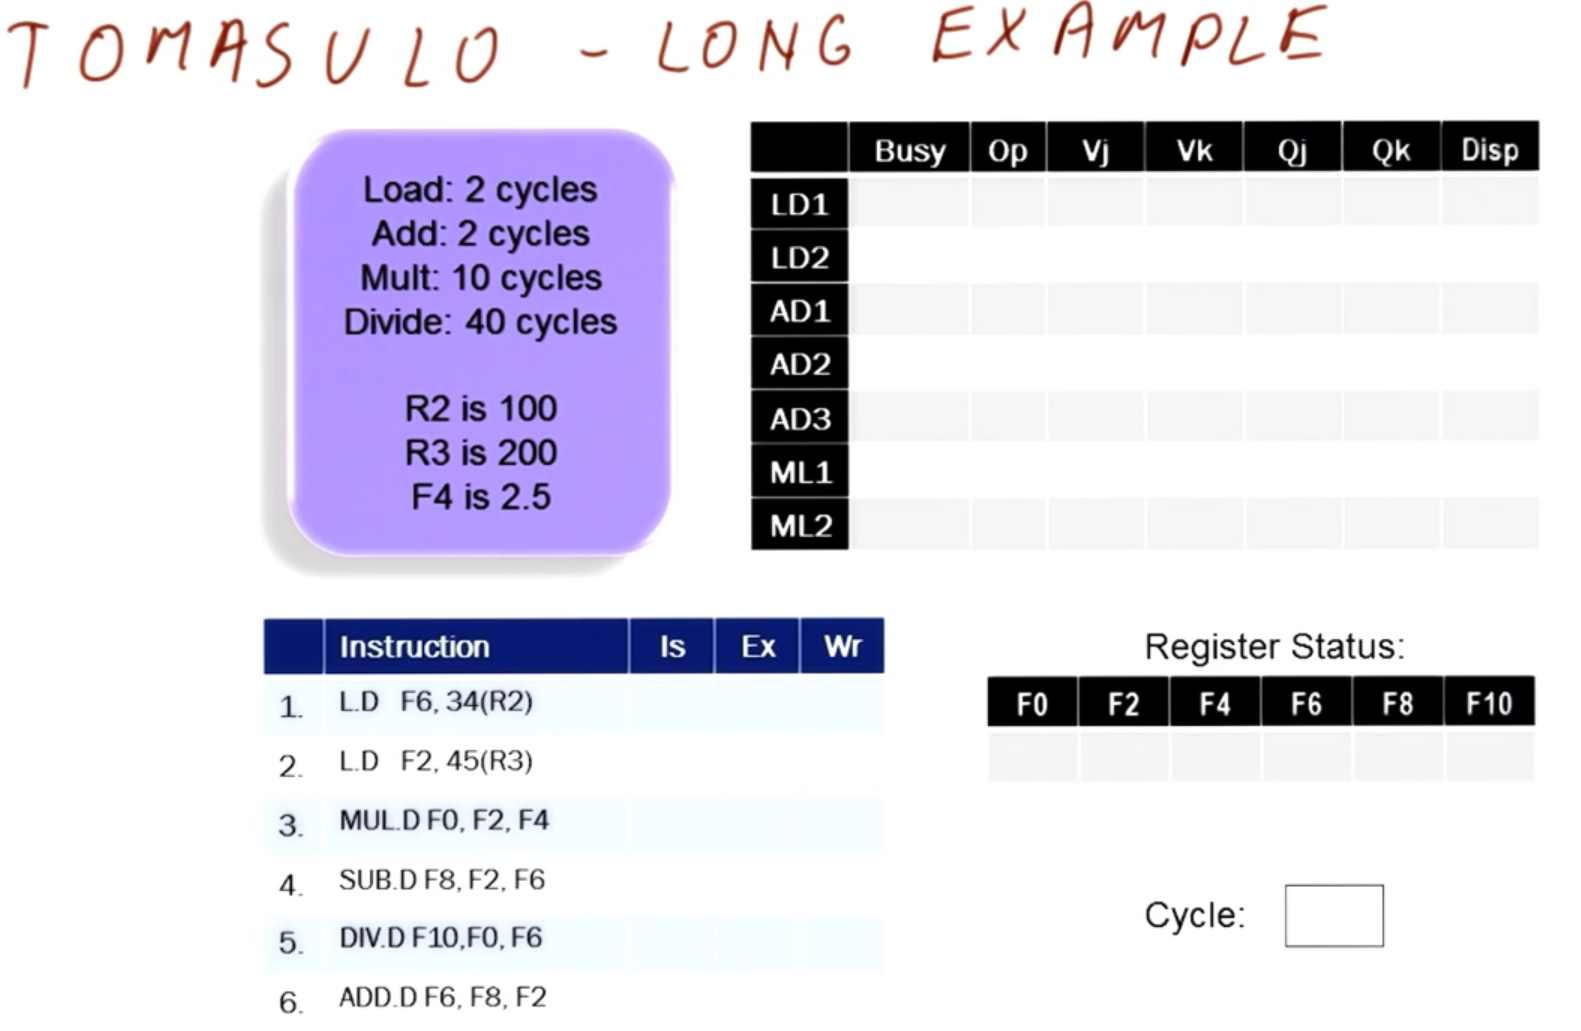 TOMASULO - LONG EXAMPLE
Load: 2 cycles
Add: 2 cycles
Mult: 10 cycles
Divide: 40 cycles
R2 is 100
R3 is 200
F4 is 2.5
Busy Op Vj Vk Qj Qk Disp
LD1
LD2
AD1
AD2
AD3
ML1
ML2
Instruction Is Ex Wr
1. L.D F6, 34(R2)
2. L.D F2, 45(R3)
3. MUL.D F0, F2, F4
4. SUB.D F8, F2, F6
5. DIV.D F10,F0, F6
6. ADD.D F6, F8, F2
Register Status:
F0 F2 F4 F6 F8 F10
Cycle: